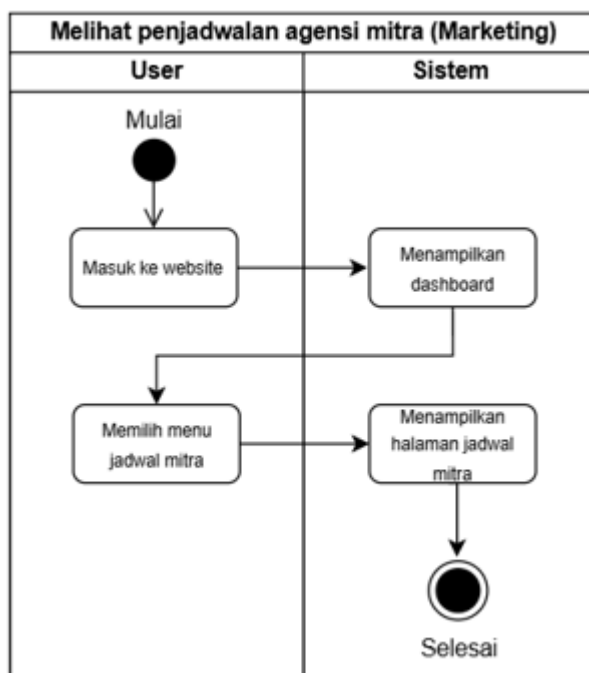 Melihat penjadwalan agensi mitra (Marketing)
User
Sistem
Mulai
Masuk ke website
Menampilkan
dashboard
Memilih menu
jadwal mitra
Menampilkan
halaman jadwal
mitra
Selesai